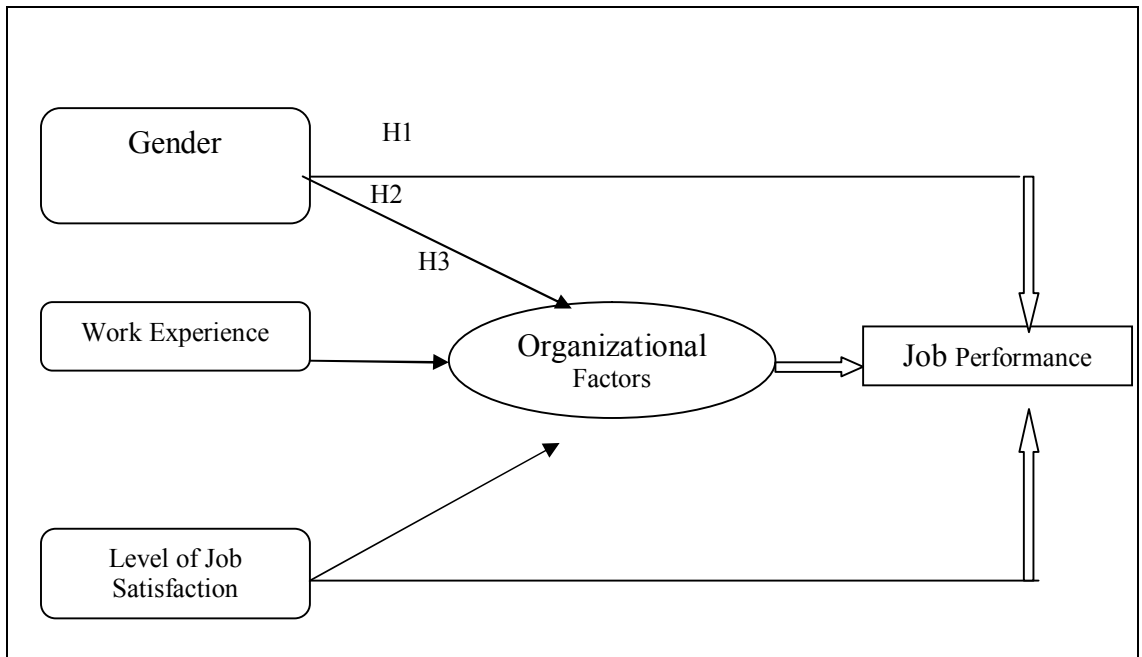 Gender
H1
H2
H3
Work Experience
Organizational
Factors
Job Performance
Level of Job
Satisfaction